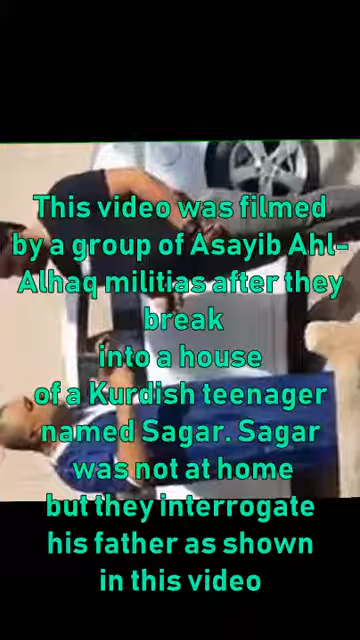 This video was filmed
by a group of Asayib Ahl-
Alhaq militias after they
break
into a house
of a Kurdish teenager
named Sagar. Sagar
was not at home
but they interrogate
his father as shown
in this video